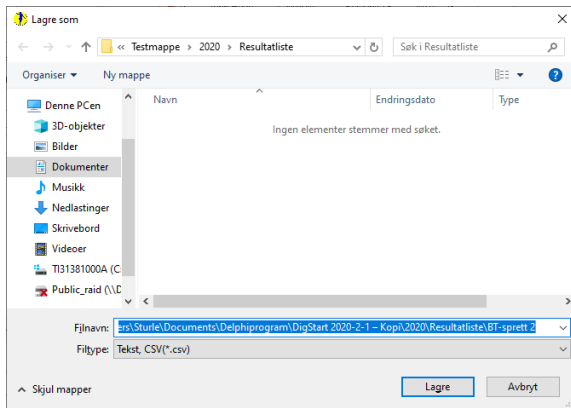 Lagre som
« Testmappe › 2020 › Resultatliste
Søk i Resultatliste
Organiser
Ny mappe
Navn
Endringsdato
Type
Denne PCen
3D-objekter
Bilder
Dokumenter
Musikk
Nedlastinger
Skrivebord
Videoer
TI31381000A (C
Public_raid (\\D
Ingen elementer stemmer med søket.
Filnavn:
ers\Sturle\Documents\Delphiprogram\DigStart 2020-2-1 – Kopi\2020\Resultatliste\BT-sprett 2
Filtype:
Tekst, CSV(*.csv)
Skjul mapper
Lagre
Avbryt